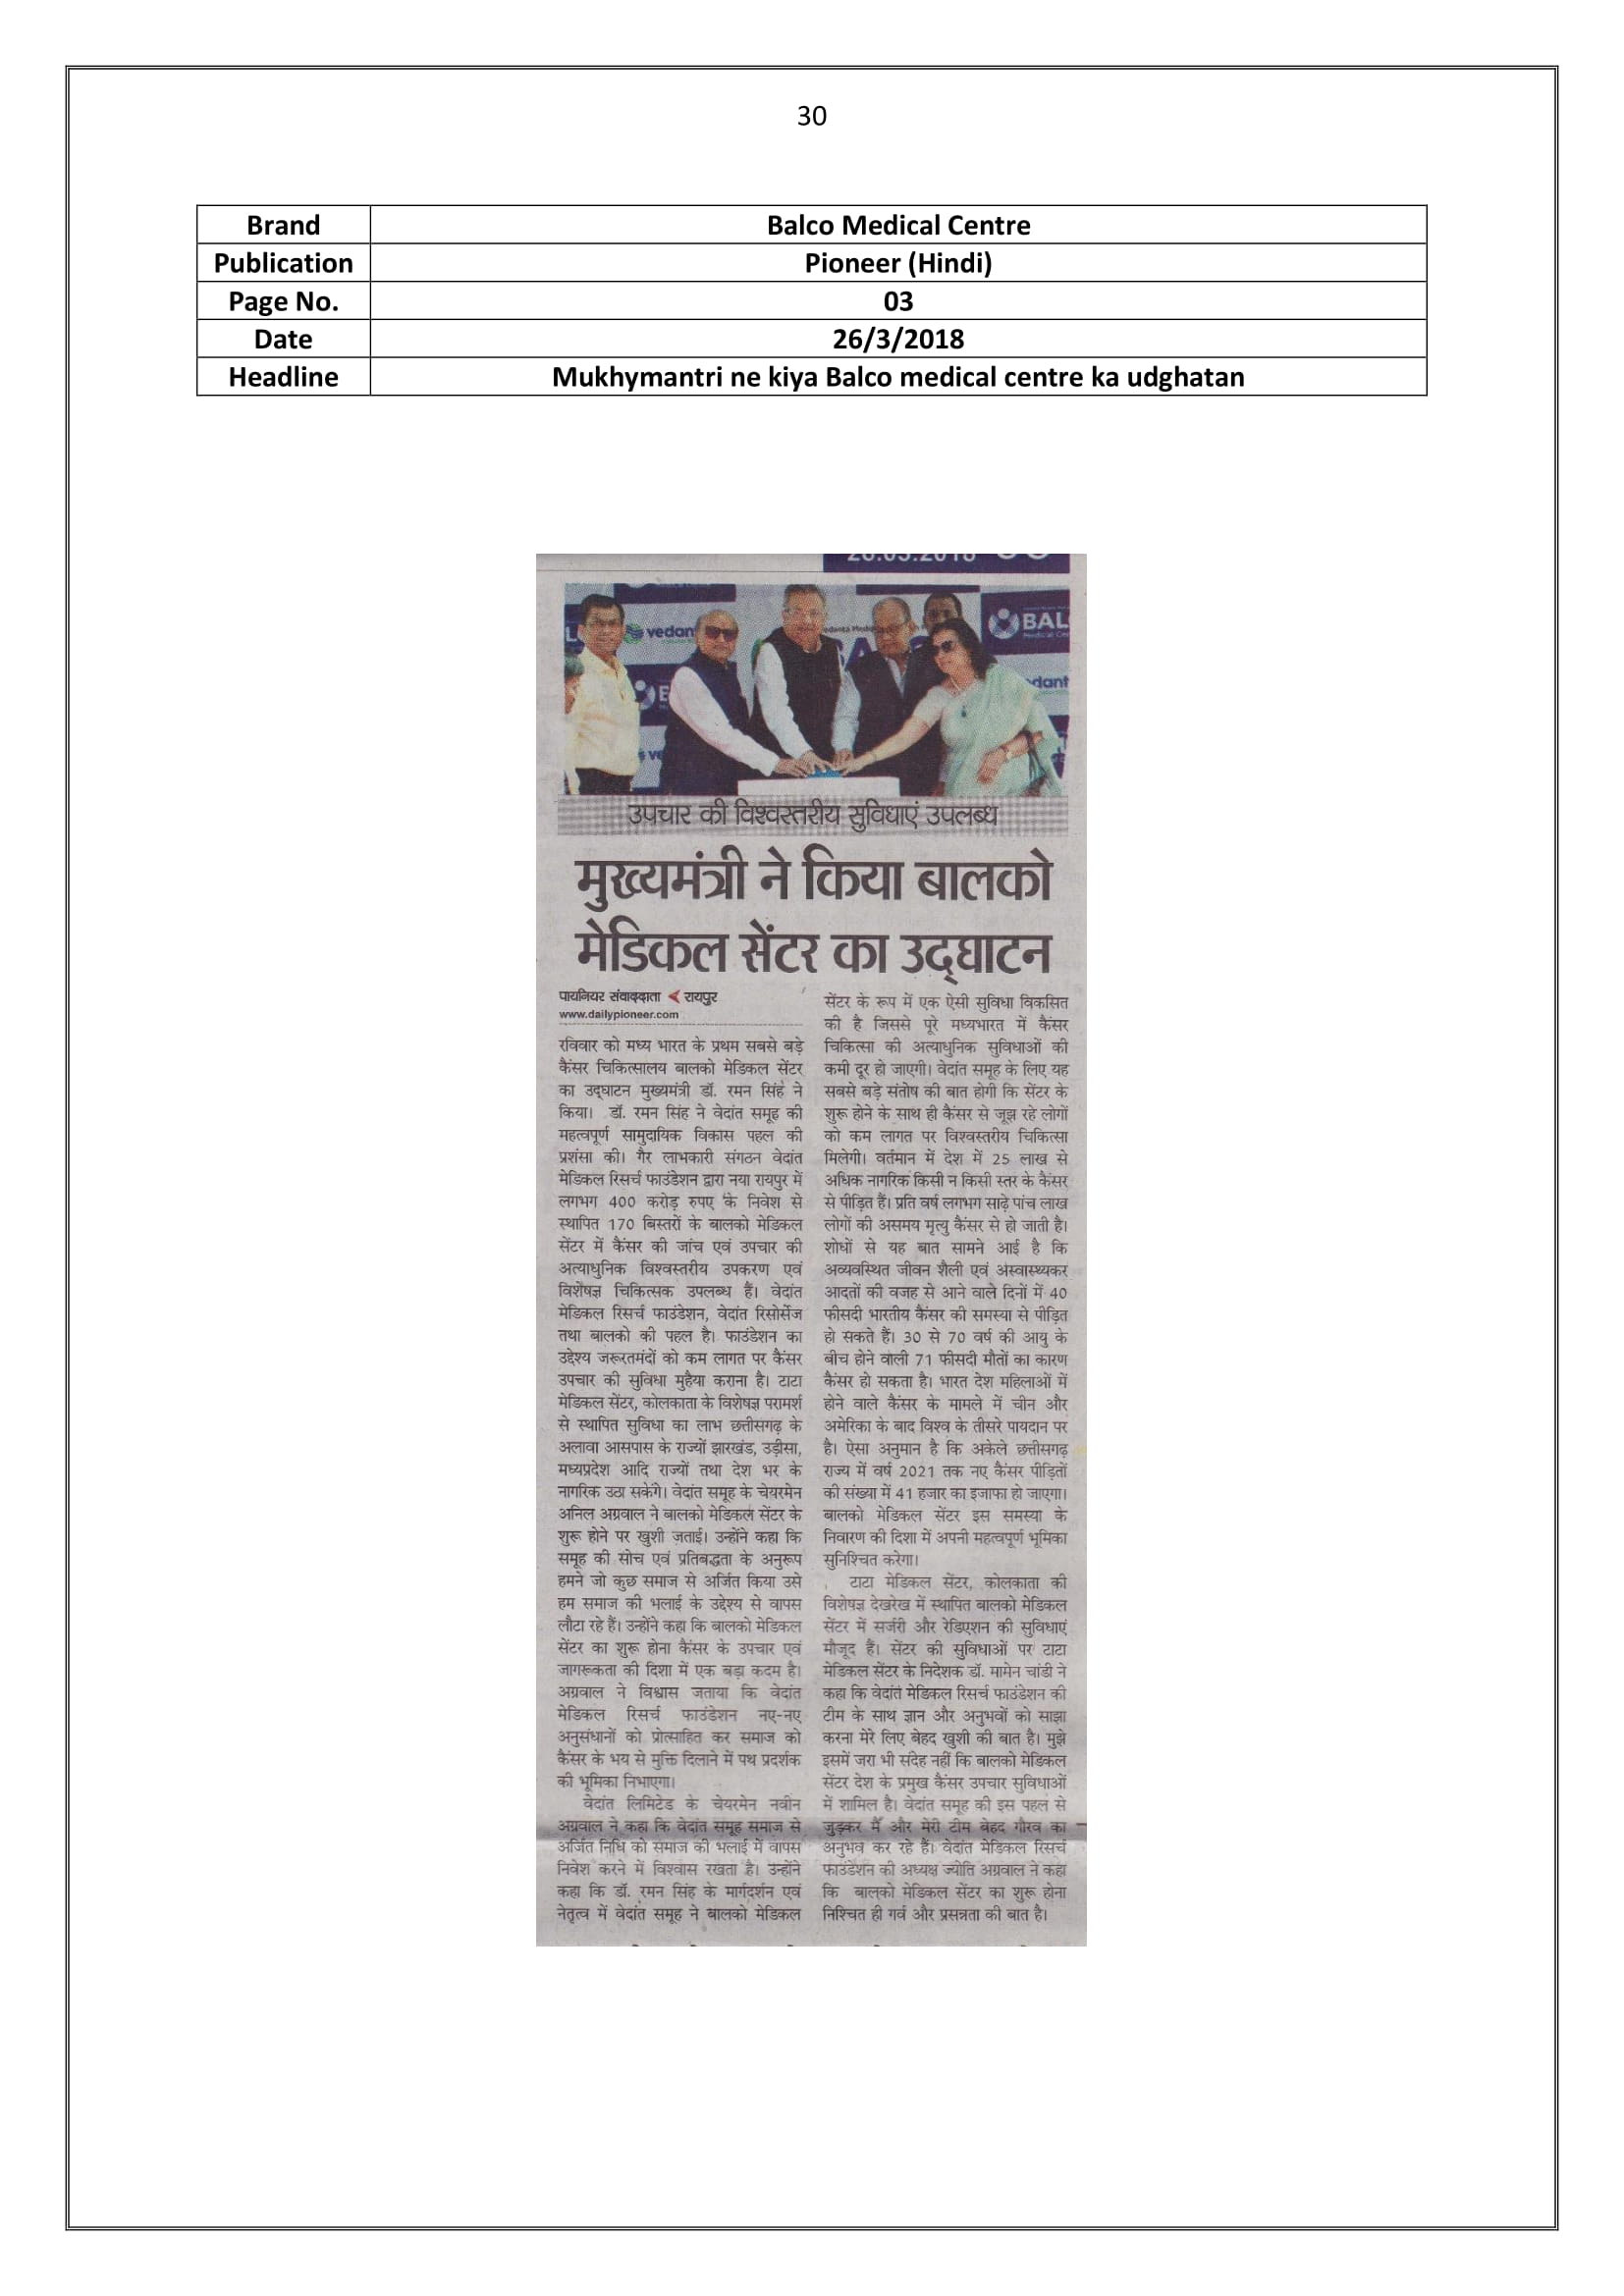 30
Brand Balco Medical Centre
Publication Pioneer (Hindi)
Page No. 03
Date 26/3/2018
Headline Mukhymantri ne kiya Balco medical centre ka udghatan
26.03.2018
vedan
BAL
dant
उपचार की विश्वस्तरीय सुविधाएं उपलब्ध
मुख्यमंत्री ने किया बालको
मेडिकल सेंटर का उद्घाटन
पायनियर संवाददाता रायपुर
www.dailypioneer.com
रविवार को मध्य भारत के प्रथम सबसे बड़े
कैंसर चिकित्सालय बालको मेडिकल सेंटर
का उद्घाटन मुख्यमंत्री डॉ. रमन सिंह ने
किया। डॉ. रमन सिंह ने वेदांत समूह की
महत्वपूर्ण सामुदायिक विकास पहल की
प्रशंसा की। गैर लाभकारी संगठन वेदांत
मेडिकल रिसर्च फाउंडेशन द्वारा नया रायपुर में
लगभग 400 करोड़ रुपए के निवेश से
स्थापित 170 बिस्तरों के बालको मेडिकल
सेंटर में कैंसर की जांच एवं उपचार की
अत्याधुनिक विश्वस्तरीय उपकरण एवं
विशेषज्ञ चिकित्सक उपलब्ध हैं। वेदांत
मेडिकल रिसर्च फाउंडेशन, वेदांत रिसोर्सेज
तथा बालको की पहल है। फाउंडेशन का
उद्देश्य जरूरतमंदों को कम लागत पर कैंसर
उपचार की सुविधा मुहैया कराना है। टाटा
मेडिकल सेंटर, कोलकाता के विशेषज्ञ परामर्श
से स्थापित सुविधा का लाभ छत्तीसगढ़ के
अलावा आसपास के राज्यों झारखंड, उड़ीसा,
मध्यप्रदेश आदि राज्यों तथा देश भर के
नागरिक उठा सकेंगे। वेदांत समूह के चेयरमेन
अनिल अग्रवाल ने बालको मेडिकल सेंटर के
शुरू होने पर खुशी जताई। उन्होंने कहा कि
समूह की सोच एवं प्रतिबद्धता के अनुरूप
हमने जो कुछ समाज से अर्जित किया उसे
हम समाज की भलाई के उद्देश्य से वापस
लौटा रहे हैं। उन्होंने कहा कि बालको मेडिकल
सेंटर का शुरू होना कैंसर के उपचार एवं
जागरूकता की दिशा में एक बड़ा कदम है।
अग्रवाल ने विश्वास जताया कि वेदांत
मेडिकल रिसर्च फाउंडेशन नए-नए
अनुसंधानों को प्रोत्साहित कर समाज को
कैंसर के भय से मुक्ति दिलाने में पथ प्रदर्शक
की भूमिका निभाएगा।
वेदांत लिमिटेड के चेयरमेन नवीन
अग्रवाल ने कहा कि वेदांत समूह समाज से
अर्जित निधि को समाज की भलाई में वापस
निवेश करने में विश्वास रखता है। उन्होंने
कहा कि डॉ. रमन सिंह के मार्गदर्शन एवं
नेतृत्व में वेदांत समूह ने बालको मेडिकल
सेंटर के रूप में एक ऐसी सुविधा विकसित
की है जिससे पूरे मध्यभारत में कैंसर
चिकित्सा की अत्याधुनिक सुविधाओं की
कमी दूर हो जाएगी। वेदांत समूह के लिए यह
सबसे बड़े संतोष की बात होगी कि सेंटर के
शुरू होने के साथ ही कैंसर से जूझ रहे लोगों
को कम लागत पर विश्वस्तरीय चिकित्सा
मिलेगी। वर्तमान में देश में 25 लाख से
अधिक नागरिक किसी न किसी स्तर के कैंसर
से पीड़ित हैं। प्रति वर्ष लगभग साढ़े पांच लाख
लोगों की असमय मृत्यु कैंसर से हो जाती है।
शोधों से यह बात सामने आई है कि
अव्यवस्थित जीवन शैली एवं अस्वास्थ्यकर
आदतों की वजह से आने वाले दिनों में 40
फीसदी भारतीय कैंसर की समस्या से पीड़ित
हो सकते हैं। 30 से 70 वर्ष की आयु के
बीच होने वाली 71 फीसदी मौतों का कारण
कैंसर हो सकता है। भारत देश महिलाओं में
होने वाले कैंसर के मामले में चीन और
अमेरिका के बाद विश्व के तीसरे पायदान पर
है। ऐसा अनुमान है कि अकेले छत्तीसगढ़
राज्य में वर्ष 2021 तक नए कैंसर पीड़ितों
की संख्या में 41 हजार का इजाफा हो जाएगा।
बालको मेडिकल सेंटर इस समस्या के
निवारण की दिशा में अपनी महत्वपूर्ण भूमिका
सुनिश्चित करेगा।
टाटा मेडिकल सेंटर, कोलकाता की
विशेषज्ञ देखरेख में स्थापित बालको मेडिकल
सेंटर में सर्जरी और रेडिएशन की सुविधाएं
मौजूद हैं। सेंटर की सुविधाओं पर टाटा
मेडिकल सेंटर के निदेशक डॉ. मामेन चांडी ने
कहा कि वेदांत मेडिकल रिसर्च फाउंडेशन की
टीम के साथ ज्ञान और अनुभवों को साझा
करना मेरे लिए बेहद खुशी की बात है। मुझे
इसमें जरा भी संदेह नहीं कि बालको मेडिकल
सेंटर देश के प्रमुख कैंसर उपचार सुविधाओं
में शामिल है। वेदांत समूह की इस पहल से
जुड़कर मैं और मेरी टीम बेहद गौरव का
अनुभव कर रहे हैं। वेदांत मेडिकल रिसर्च
फाउंडेशन की अध्यक्ष ज्योति अग्रवाल ने कहा
कि बालको मेडिकल सेंटर का शुरू होना
निश्चित ही गर्व और प्रसन्नता की बात है।